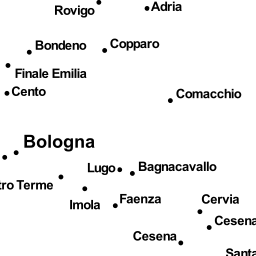 Adria
Rovigo
Bondeno
Copparo
Finale Emilia
Cento
Comacchio
Bologna
Lugo
Bagnacavallo
tro Terme
Imola
Faenza
Cervia
Cesena
Cesena
Santa